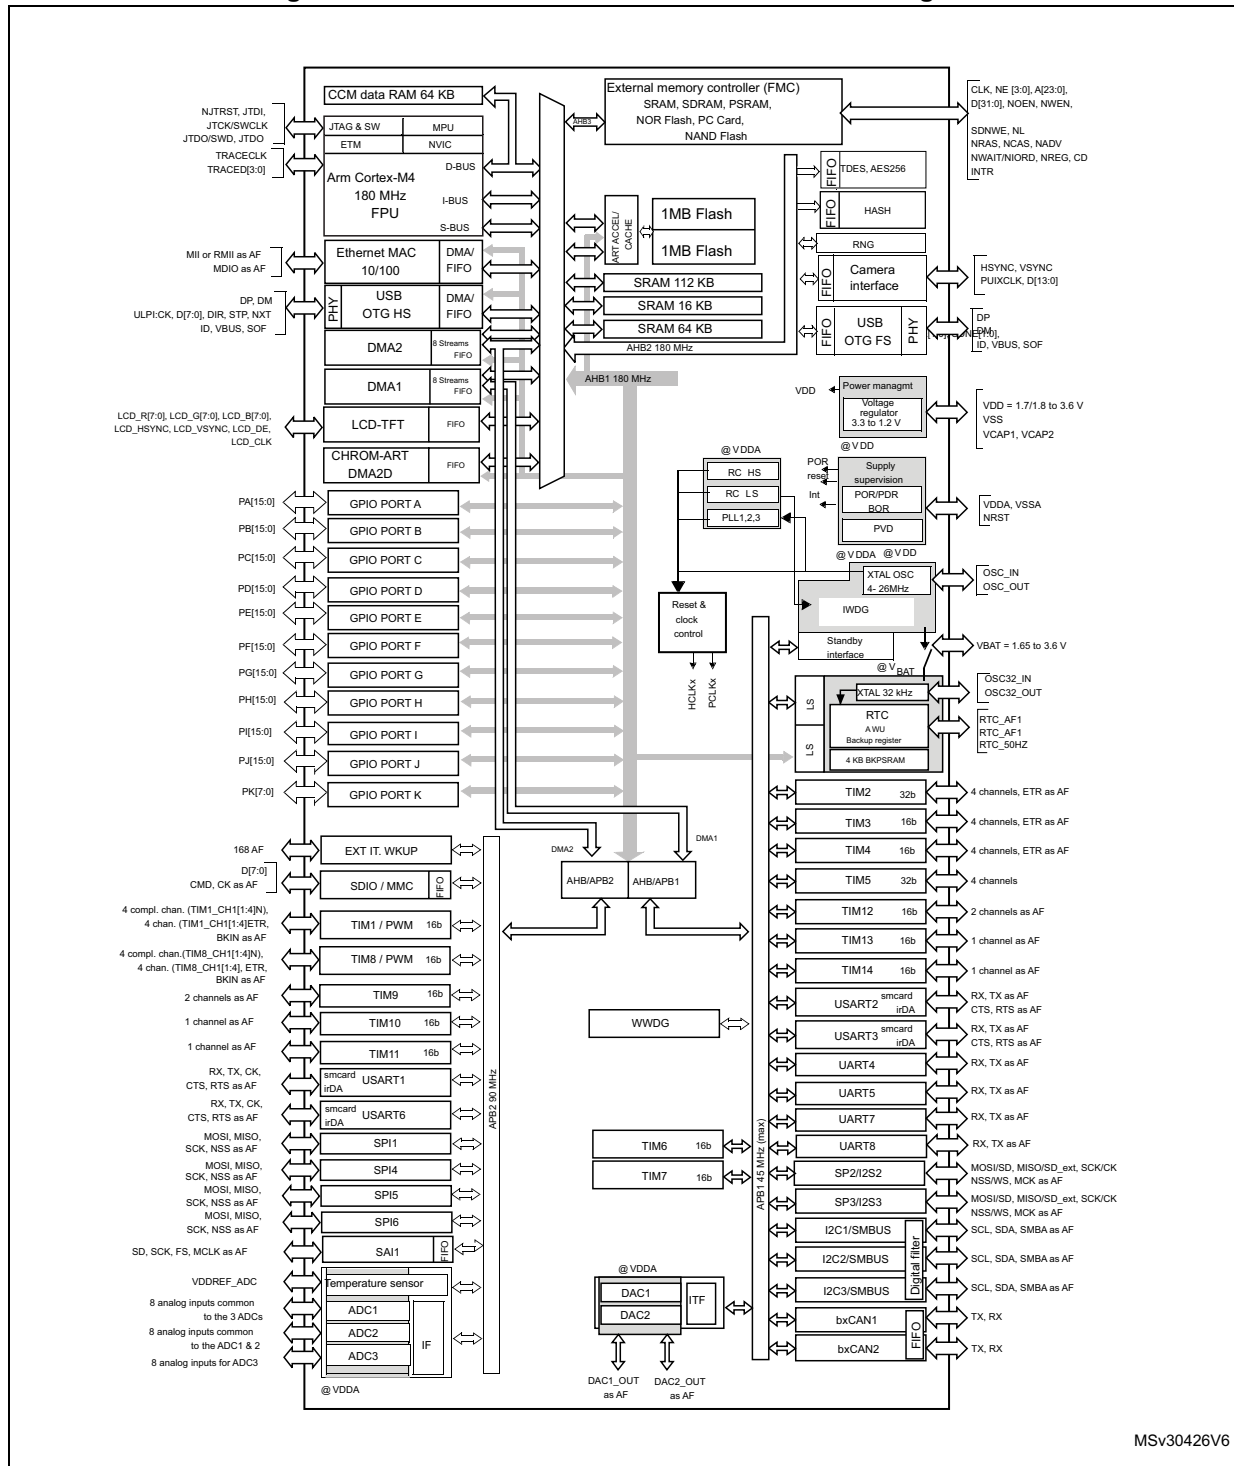 CCM data RAM 64 KB
External memory controller (FMC)
SRAM, SDRAM, PSRAM,
NOR Flash, PC Card,
NAND Flash
AHB3
CLK, NE [3:0], A[23:0],
D[31:0], NOEN, NWEN,
SDNWE, NL
NRAS, NCAS, NADV
NWAIT/NIORD, NREG, CD
INTR
NJTRST, JTDI,
JTCK/SWCLK
JTDO/SWD, JTDO
TRACECLK
TRACED[3:0]
JTAG & SW
MPU
ETM
NVIC
D-BUS
Arm Cortex-M4
180 MHz
FPU
I-BUS
S-BUS
ART ACCEL/
CACHE
1MB Flash
1MB Flash
FIFO
TDES, AES256
FIFO
HASH
RNG
FIFO
Camera
interface
HSYNC, VSYNC
PUIXCLK, D[13:0]
FIFO
USB
OTG FS
PHY
DP
DM
ID, VBUS, SOF
MII or RMII as AF
MDIO as AF
Ethernet MAC
10/100
DMA/
FIFO
DP, DM
ULPI:CK, D[7:0], DIR, STP, NXT
ID, VBUS, SOF
PHY
USB
OTG HS
DMA/
FIFO
SRAM 112 KB
SRAM 16 KB
SRAM 64 KB
AHB2 180 MHz
AHB1 180 MHz
DMA2
8 Streams
FIFO
DMA1
8 Streams
FIFO
LCD_R[7:0], LCD_G[7:0], LCD_B[7:0],
LCD_HSYNC, LCD_VSYNC, LCD_DE,
LCD_CLK
LCD-TFT
FIFO
CHROM-ART
DMA2D
FIFO
VDD
Power managmt
Voltage
regulator
3.3 to 1.2 V
VDD = 1.7/1.8 to 3.6 V
VSS
VCAP1, VCAP2
@VDD
@VDDA
RC HS
RC LS
PLL1,2,3
POR
reset
Int
Supply
supervision
POR/PDR
BOR
PVD
VDDA, VSSA
NRST
@VDDA @VDD
XTAL OSC
4- 26MHz
OSC_IN
OSC_OUT
IWDG
Standby
interface
VBAT = 1.65 to 3.6 V
@VBAT
Reset &
clock
control
HCLKx
PCLKx
LS
LS
XTAL 32 kHz
OSC32_IN
OSC32_OUT
RTC
AWU
Backup register
4 KB BKPSRAM
RTC_AF1
RTC_AF1
RTC_50HZ
PA[15:0]
GPIO PORT A
PB[15:0]
GPIO PORT B
PC[15:0]
GPIO PORT C
PD[15:0]
GPIO PORT D
PE[15:0]
GPIO PORT E
PF[15:0]
GPIO PORT F
PG[15:0]
GPIO PORT G
PH[15:0]
GPIO PORT H
PI[15:0]
GPIO PORT I
PJ[15:0]
GPIO PORT J
PK[7:0]
GPIO PORT K
DMA2
DMA1
AHB/APB2
AHB/APB1
168 AF
EXT IT. WKUP
D[7:0]
CMD, CK as AF
SDIO / MMC
FIFO
4 compl. chan. (TIM1_CH1[1:4]N),
4 chan. (TIM1_CH1[1:4]ETR,
BKIN as AF
TIM1 / PWM 16b
4 compl. chan.(TIM8_CH1[1:4]N),
4 chan. (TIM8_CH1[1:4], ETR,
BKIN as AF
TIM8 / PWM 16b
2 channels as AF
TIM9 16b
1 channel as AF
TIM10 16b
1 channel as AF
TIM11 16b
RX, TX, CK,
CTS, RTS as AF
smcard
irDA
USART1
RX, TX, CK,
CTS, RTS as AF
smcard
irDA
USART6
MOSI, MISO,
SCK, NSS as AF
SPI1
MOSI, MISO,
SCK, NSS as AF
SPI4
MOSI, MISO,
SCK, NSS as AF
SPI5
MOSI, MISO,
SCK, NSS as AF
SPI6
SD, SCK, FS, MCLK as AF
SAI1
FIFO
VDDREF_ADC
Temperature sensor
8 analog inputs common
to the 3 ADCs
ADC1
8 analog inputs common
to the ADC1 & 2
ADC2
8 analog inputs for ADC3
ADC3
IF
@VDDA
APB2 90 MHz
WWDG
TIM6 16b
TIM7 16b
APB1 45 MHz (max)
@VDDA
DAC1
DAC2
ITF
DAC1_OUT
as AF
DAC2_OUT
as AF
TIM2 32b
4 channels, ETR as AF
TIM3 16b
4 channels, ETR as AF
TIM4 16b
4 channels, ETR as AF
TIM5 32b
4 channels
TIM12 16b
2 channels as AF
TIM13 16b
1 channel as AF
TIM14 16b
1 channel as AF
USART2
smcard
irDA
RX, TX as AF
CTS, RTS as AF
USART3
smcard
irDA
RX, TX as AF
CTS, RTS as AF
UART4
RX, TX as AF
UART5
RX, TX as AF
UART7
RX, TX as AF
UART8
RX, TX as AF
SP2/I2S2
MOSI/SD, MISO/SD_ext, SCK/CK
NSS/WS, MCK as AF
SP3/I2S3
MOSI/SD, MISO/SD_ext, SCK/CK
NSS/WS, MCK as AF
I2C1/SMBUS
SCL, SDA, SMBA as AF
I2C2/SMBUS
SCL, SDA, SMBA as AF
I2C3/SMBUS
SCL, SDA, SMBA as AF
Digital filter
bxCAN1
TX, RX
bxCAN2
TX, RX
FIFO
MSv30426V6